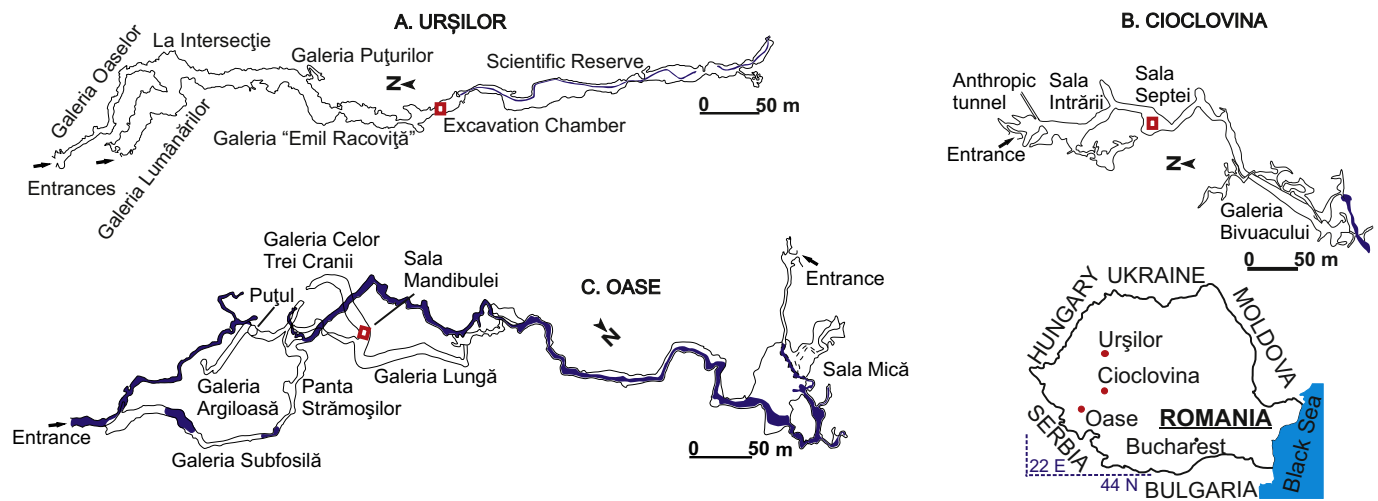 A. URŞILOR
La Intersecţie
Galeria Oaselor
Galeria Puţurilor
N
Scientific Reserve
0 50 m
Galeria "Emil Racoviţă"
Excavation Chamber
Galeria Lumânărilor
Entrances
B. CIOCLOVINA
Anthropic
tunnel
Sala
Intrării
Sala
Septei
Entrance
N
Galeria
Bivuacului
0 50 m
C. OASE
Galeria Celor
Trei Cranii
Sala
Mandibulei
Puţul
Entrance
N
Galeria
Argiloasă
Panta
Strămoşilor
Galeria Lungă
Sala Mică
Entrance
Galeria Subfosilă
0 50 m
HUNGARY
UKRAINE
MOLDOVA
Urşilor
Cioclovina
Oase
ROMANIA
Bucharest
SERBIA
Black Sea
22 E
44 N
BULGARIA